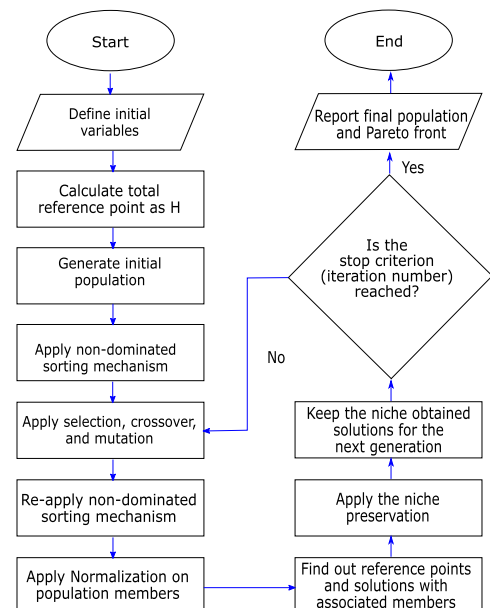 Start
Define initial
variables
Calculate total
reference point as H
Generate initial
population
Apply non-dominated
sorting mechanism
Apply selection, crossover,
and mutation
Re-apply non-dominated
sorting mechanism
Apply Normalization on
population members
Find out reference points
and solutions with
associated members
Apply the niche
preservation
Keep the niche obtained
solutions for the
next generation
Is the
stop criterion
(iteration number)
reached?
No
Yes
Report final population
and Pareto front
End